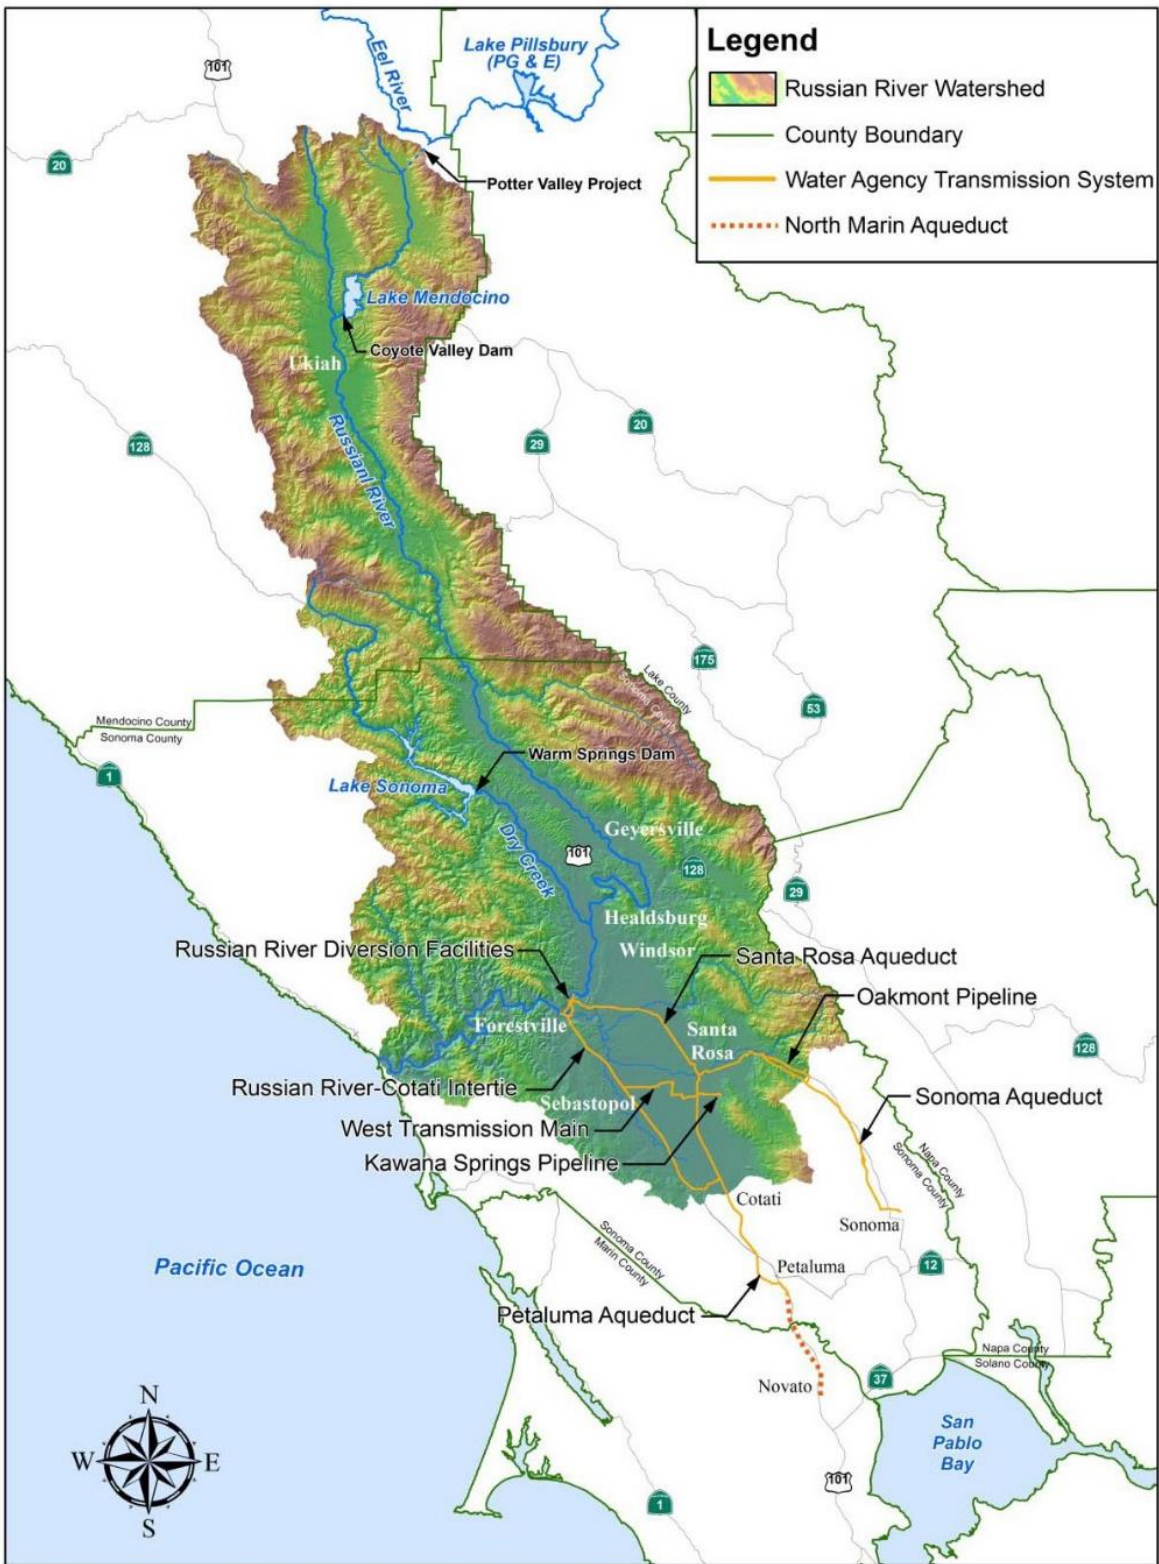 Legend
Russian River Watershed
County Boundary
Water Agency Transmission System
North Marin Aqueduct
101
Eel River
Lake Pillsbury
(PG & E)
20
Potter Valley Project
Lake Mendocino
Coyote Valley Dam
Ukiah
128
Russianl River
29
20
175
Lake County
Sonoma County
53
Mendocino County
Sonoma County
1
Warm Springs Dam
Lake Sonoma
Dry Creek
Geyersville
101
128
29
Healdsburg
Windsor
Russian River Diversion Facilities
Santa Rosa Aqueduct
Oakmont Pipeline
Forestville
Santa
Rosa
128
Russian River-Cotati Intertie
Sebastopol
Sonoma Aqueduct
West Transmission Main
Kawana Springs Pipeline
Napa County
Sonoma County
Cotati
Sonoma
Sonoma County
Marin County
12
Pacific Ocean
Petaluma
Petaluma Aqueduct
Napa County
Solano County
Novato
37
San
Pablo
Bay
N
W
E
S
101
1